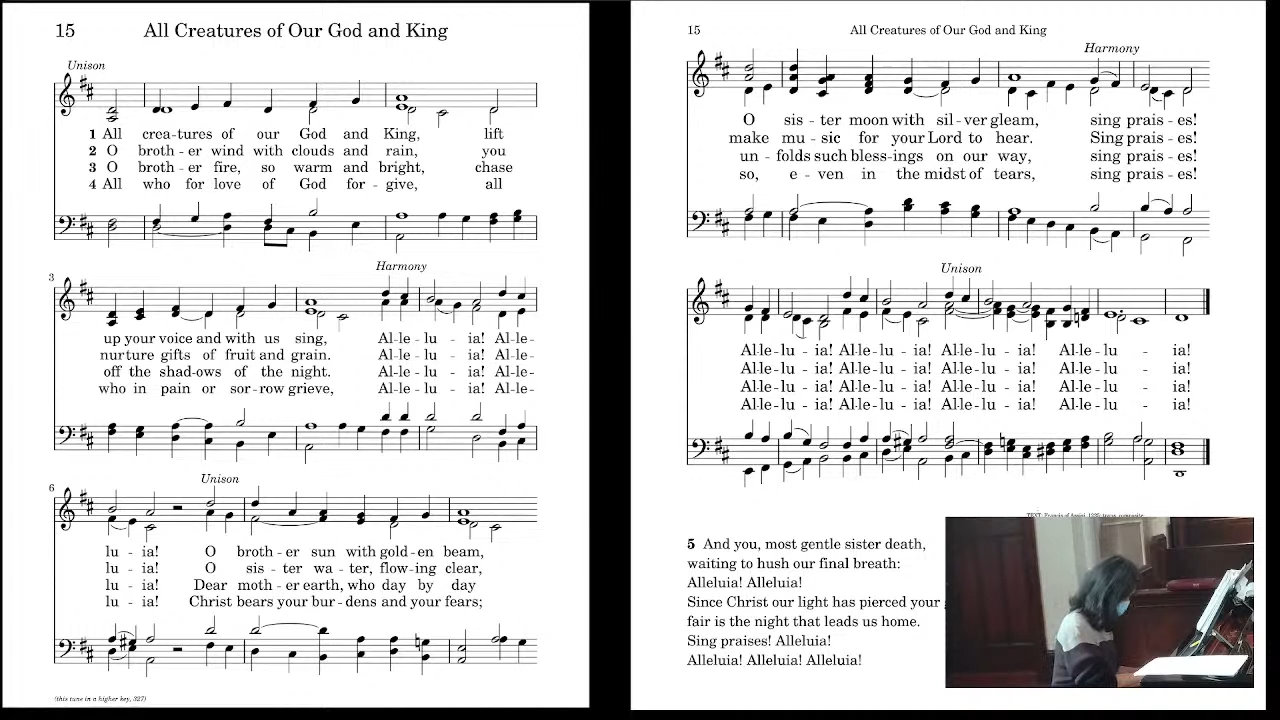 15 All Creatures of Our God and King
Unison
1 All crea-tures of our God and King, lift
2 O broth-er wind with clouds and rain, you
3 O broth-er fire, so warm and bright, chase
4 All who for love of God for-give, all
3
Harmony
up your voice and with us sing, Al-le-lu-ia! Al-le-
nurture gifts of fruit and grain. Al-le-lu-ia! Al-le-
off the shad-ows of the night. Al-le-lu-ia! Al-le-
who in pain or sor-row grieve, Al-le-lu-ia! Al-le-
6
Unison
lu-ia! O broth-er sun with gold-en beam,
lu-ia! O sis-ter wa-ter, flow-ing clear,
lu-ia! Dear moth-er earth, who day by day
lu-ia! Christ bears your bur-dens and your fears;
(this tune in a higher key, 327)
15 All Creatures of Our God and King
Harmony
O sis-ter moon with sil-ver gleam, sing prais-es!
make mu-sic for your Lord to hear. Sing prais-es!
un-folds such bless-ings on our way, sing prais-es!
so, e-ven in the midst of tears, sing prais-es!
Unison
Al-le-lu-ia! Al-le-lu-ia! Al-le-lu-ia! Al-le-lu-ia!
Al-le-lu-ia! Al-le-lu-ia! Al-le-lu-ia! Al-le-lu-ia!
Al-le-lu-ia! Al-le-lu-ia! Al-le-lu-ia! Al-le-lu-ia!
Al-le-lu-ia! Al-le-lu-ia! Al-le-lu-ia! Al-le-lu-ia!
5 And you, most gentle sister death,
waiting to hush our final breath:
Alleluia! Alleluia!
Since Christ our light has pierced your
fair is the night that leads us home.
Sing praises! Alleluia!
Alleluia! Alleluia! Alleluia!